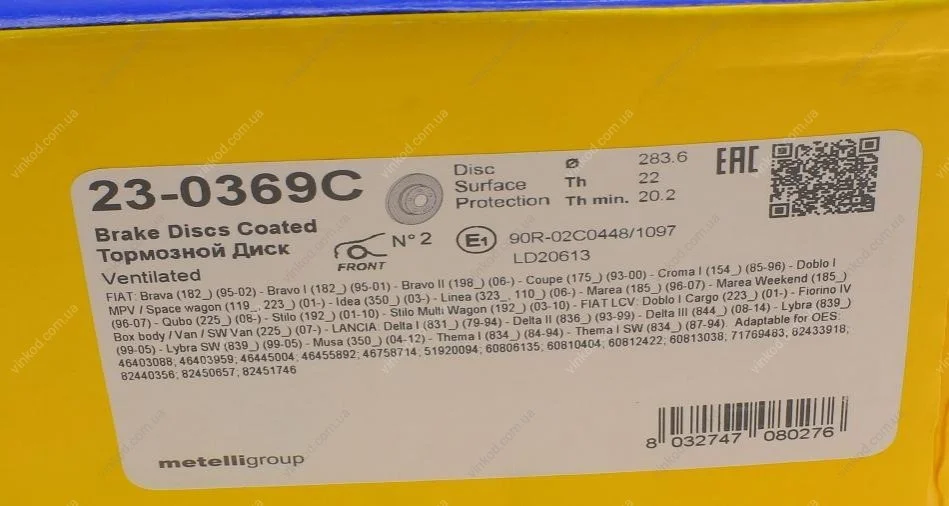 23-0369C
Disc
Surface
Protection
ø 283.6
Th 22
Th min. 20.2
EAC
Brake Discs Coated
Тормозной Диск
Ventilated
FRONT
N° 2
E1
90R-02C0448/1097
LD20613
FIAT: Brava (182_) (95-02) - Bravo I (182_) (95-01) - Bravo II (198_) (06-) - Coupe (175_) (93-00) - Croma I (154_) (85-96) - Doblo I
MPV / Space wagon (119_, 223_) (01-) - Idea (350_) (03-) - Linea (323_, 110_) (06-) - Marea (185_) (96-07) - Marea Weekend (185_)
(96-07) - Qubo (225_) (08-) - Stilo (192_) (01-10) - Stilo Multi Wagon (192_) (03-10) - FIAT LCV: Doblo I Cargo (223_) (01-) - Fiorino IV
Box body / Van / SW Van (225_) (07-) - LANCIA: Delta I (831_) (79-94) - Delta II (836_) (93-99) - Delta III (844_) (08-14) - Lybra (839_)
(99-05) - Lybra SW (839_) (99-05) - Musa (350_) (04-12) - Thema I (834_) (84-94) - Thema I SW (834_) (87-94). Adaptable for OES:
46403088; 46403959; 46445004; 46455892; 46758714; 51920094; 60806135; 60810404; 60812422; 60813038; 71769483; 82433918;
82440356; 82450657; 82451746
metelligroup
8 032747 080276
vinkod.com.ua